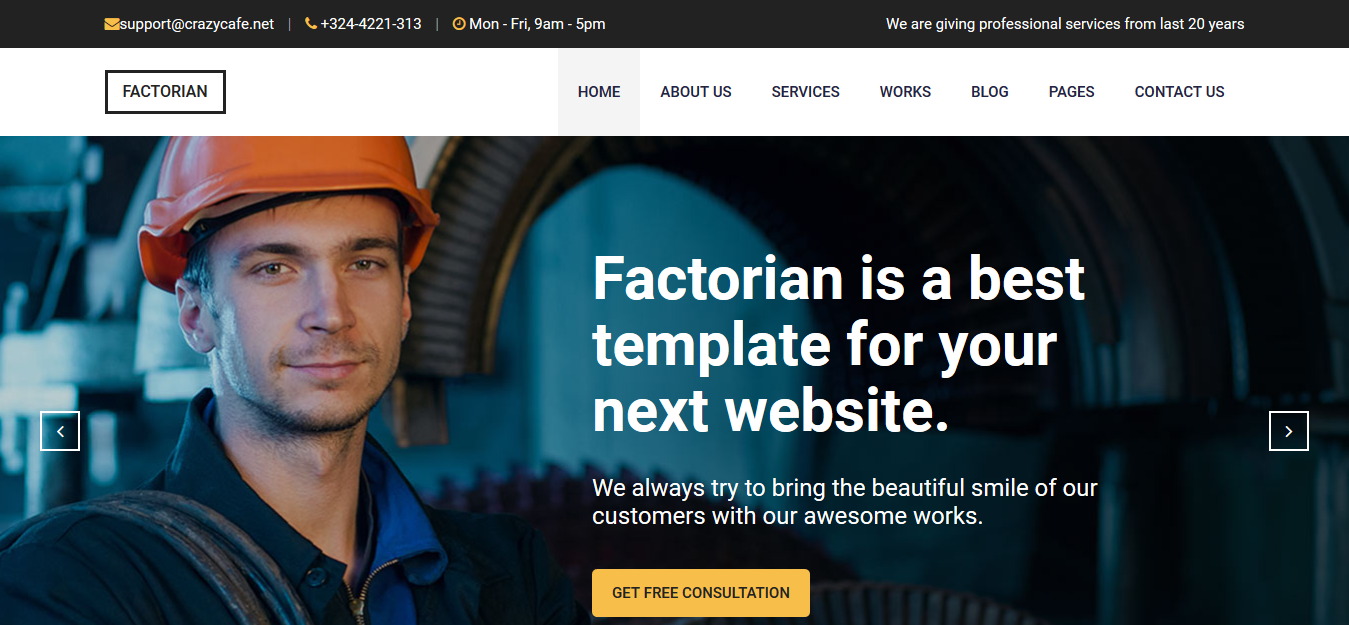 support@crazycafe.net | +324-4221-313 | Mon - Fri, 9am - 5pm
We are giving professional services from last 20 years
FACTORIAN
HOME ABOUT US SERVICES WORKS BLOG PAGES CONTACT US
Factorian is a best
template for your
next website.
We always try to bring the beautiful smile of our
customers with our awesome works.
GET FREE CONSULTATION